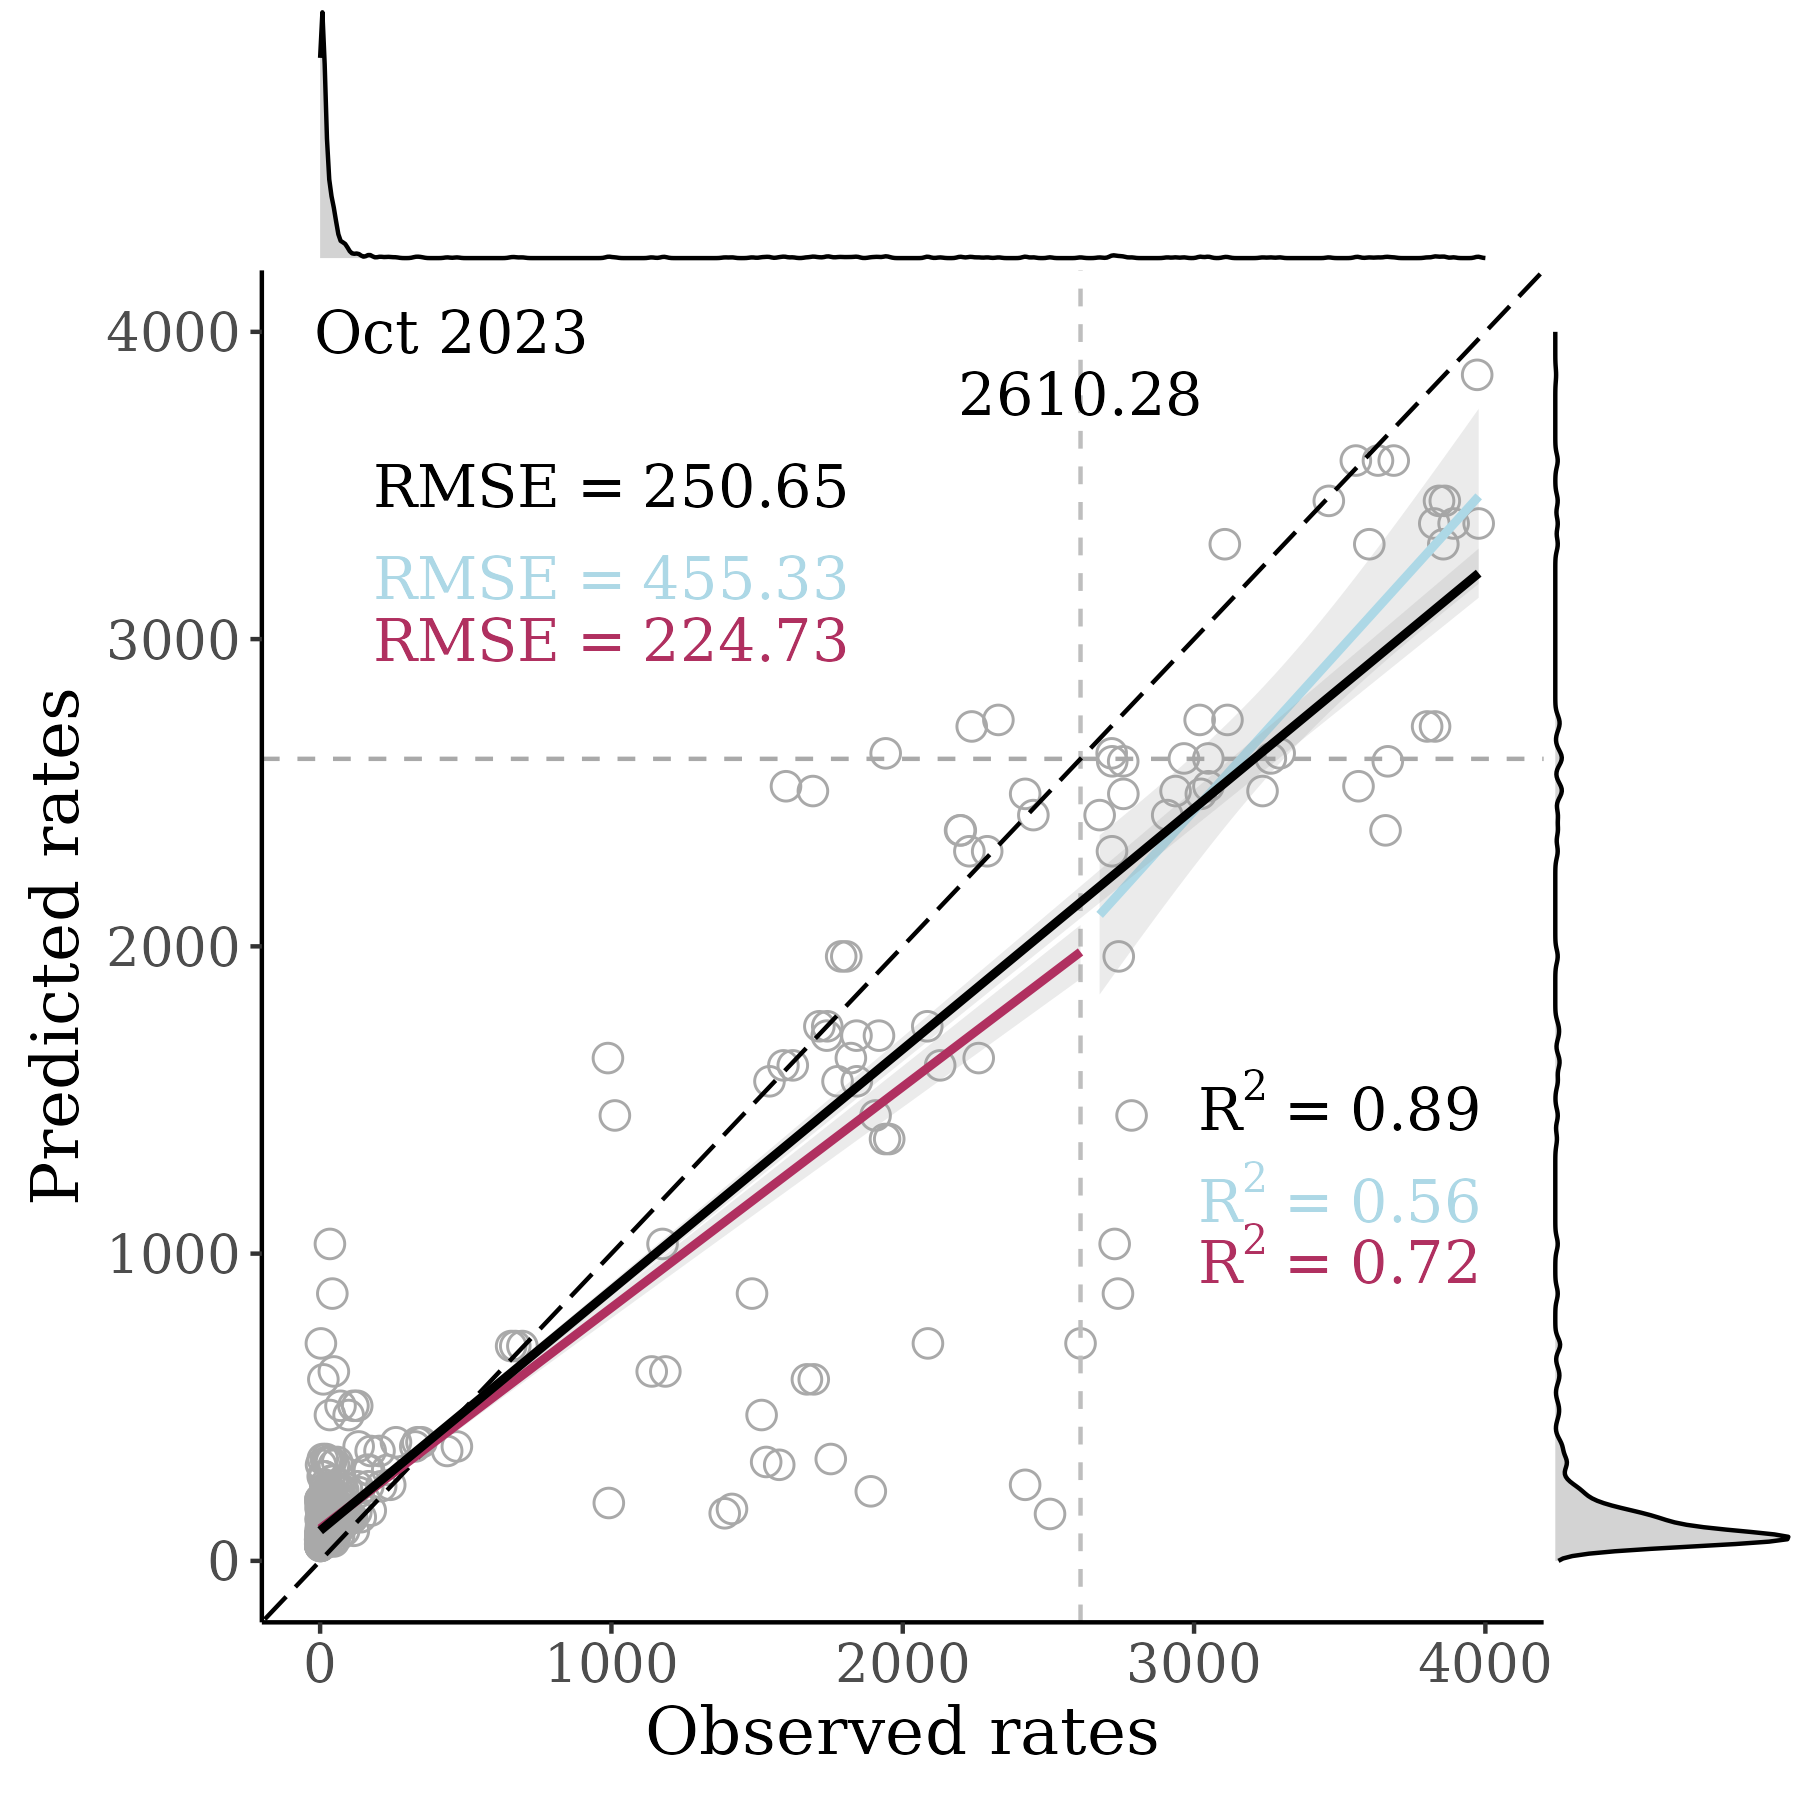 Oct 2023
2610.28
RMSE = 250.65
RMSE = 455.33
RMSE = 224.73
R² = 0.89
R² = 0.56
R² = 0.72
4000
3000
2000
1000
0
Predicted rates
0 1000 2000 3000 4000
Observed rates